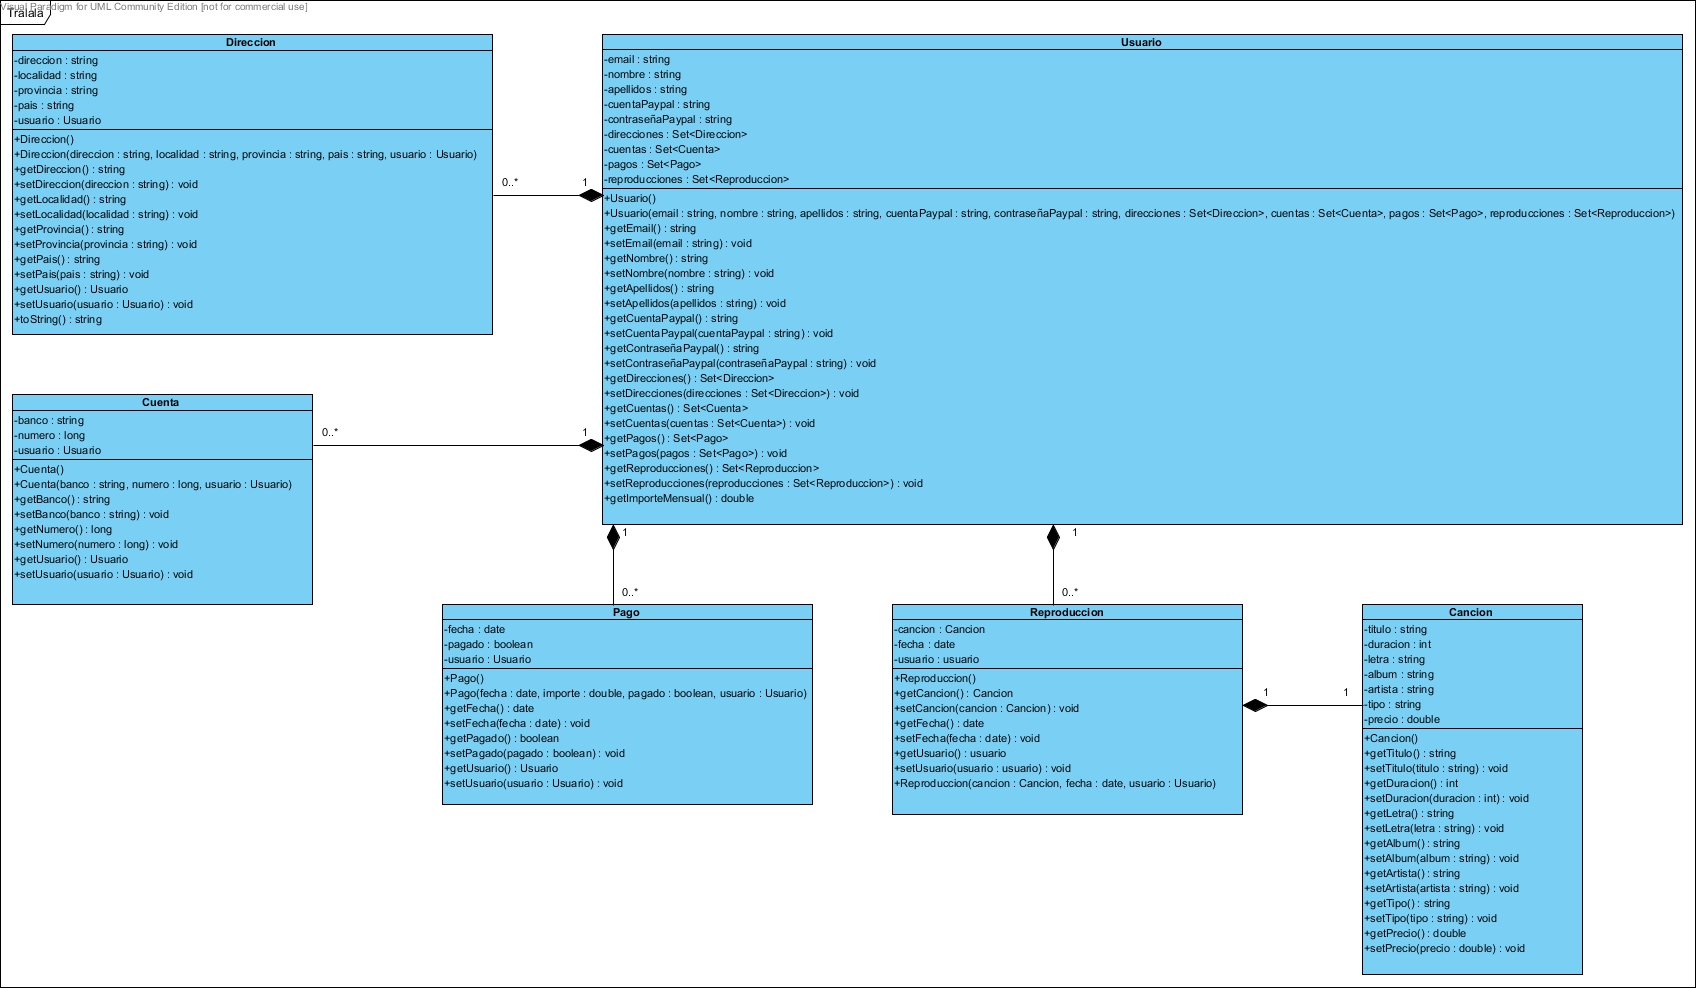 Visual Paradigm for UML Community Edition [not for commercial use]
Tralala
Direccion
-direccion : string
-localidad : string
-provincia : string
-pais : string
-usuario : Usuario
+Direccion()
+Direccion(direccion : string, localidad : string, provincia : string, pais : string, usuario : Usuario)
+getDireccion() : string
+setDireccion(direccion : string) : void
+getLocalidad() : string
+setLocalidad(localidad : string) : void
+getProvincia() : string
+setProvincia(provincia : string) : void
+getPais() : string
+setPais(pais : string) : void
+getUsuario() : Usuario
+setUsuario(usuario : Usuario) : void
+toString() : string
0..*
1
Usuario
-email : string
-nombre : string
-apellidos : string
-cuentaPaypal : string
-contraseñaPaypal : string
-direcciones : Set<Direccion>
-cuentas : Set<Cuenta>
-pagos : Set<Pago>
-reproducciones : Set<Reproduccion>
+Usuario()
+Usuario(email : string, nombre : string, apellidos : string, cuentaPaypal : string, contraseñaPaypal : string, direcciones : Set<Direccion>, cuentas : Set<Cuenta>, pagos : Set<Pago>, reproducciones : Set<Reproduccion>)
+getEmail() : string
+setEmail(email : string) : void
+getNombre() : string
+setNombre(nombre : string) : void
+getApellidos() : string
+setApellidos(apellidos : string) : void
+getCuentaPaypal() : string
+setCuentaPaypal(cuentaPaypal : string) : void
+getContraseñaPaypal() : string
+setContraseñaPaypal(contraseñaPaypal : string) : void
+getDirecciones() : Set<Direccion>
+setDirecciones(direcciones : Set<Direccion>) : void
+getCuentas() : Set<Cuenta>
+setCuentas(cuentas : Set<Cuenta>) : void
+getPagos() : Set<Pago>
+setPagos(pagos : Set<Pago>) : void
+getReproducciones() : Set<Reproduccion>
+setReproducciones(reproducciones : Set<Reproduccion>) : void
+getImporteMensual() : double
Cuenta
-banco : string
-numero : long
-usuario : Usuario
+Cuenta()
+Cuenta(banco : string, numero : long, usuario : Usuario)
+getBanco() : string
+setBanco(banco : string) : void
+getNumero() : long
+setNumero(numero : long) : void
+getUsuario() : Usuario
+setUsuario(usuario : Usuario) : void
0..*
1
1
0..*
1
0..*
Pago
-fecha : date
-pagado : boolean
-usuario : Usuario
+Pago()
+Pago(fecha : date, importe : double, pagado : boolean, usuario : Usuario)
+getFecha() : date
+setFecha(fecha : date) : void
+getPagado() : boolean
+setPagado(pagado : boolean) : void
+getUsuario() : Usuario
+setUsuario(usuario : Usuario) : void
Reproduccion
-cancion : Cancion
-fecha : date
-usuario : usuario
+Reproduccion()
+getCancion() : Cancion
+setCancion(cancion : Cancion) : void
+getFecha() : date
+setFecha(fecha : date) : void
+getUsuario() : usuario
+setUsuario(usuario : usuario) : void
+Reproduccion(cancion : Cancion, fecha : date, usuario : Usuario)
1
1
Cancion
-titulo : string
-duracion : int
-letra : string
-album : string
-artista : string
-tipo : string
-precio : double
+Cancion()
+getTitulo() : string
+setTitulo(titulo : string) : void
+getDuracion() : int
+setDuracion(duracion : int) : void
+getLetra() : string
+setLetra(letra : string) : void
+getAlbum() : string
+setAlbum(album : string) : void
+getArtista() : string
+setArtista(artista : string) : void
+getTipo() : string
+setTipo(tipo : string) : void
+getPrecio() : double
+setPrecio(precio : double) : void